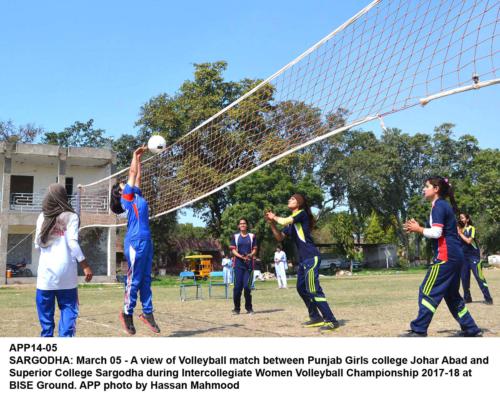 APP14-05
SARGODHA: March 05 - A view of Volleyball match between Punjab Girls college Johar Abad and
Superior College Sargodha during Intercollegiate Women Volleyball Championship 2017-18 at
BISE Ground. APP photo by Hassan Mahmood